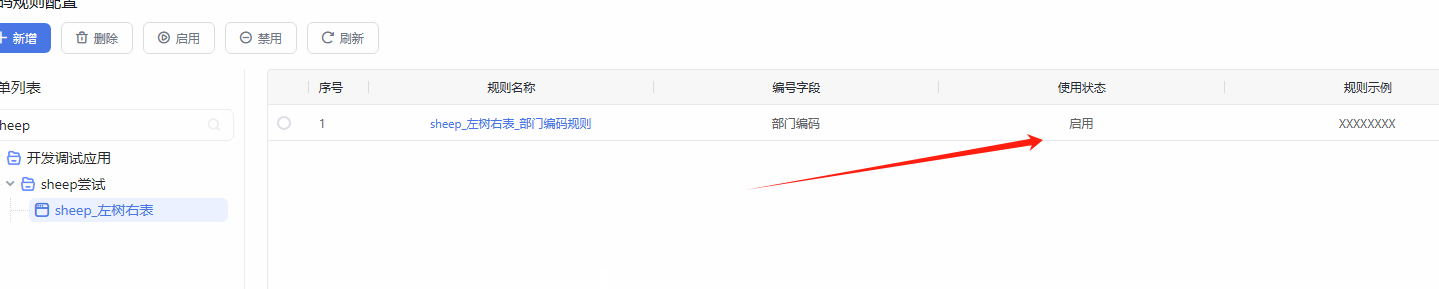 码规则配置
新增 删除 启用 禁用 刷新
单列表
heep
开发调试应用
sheep尝试
sheep_左树右表
序号 规则名称 编号字段 使用状态 规则示例
1 sheep_左树右表_部门编码规则 部门编码 启用 XXXXXXXX